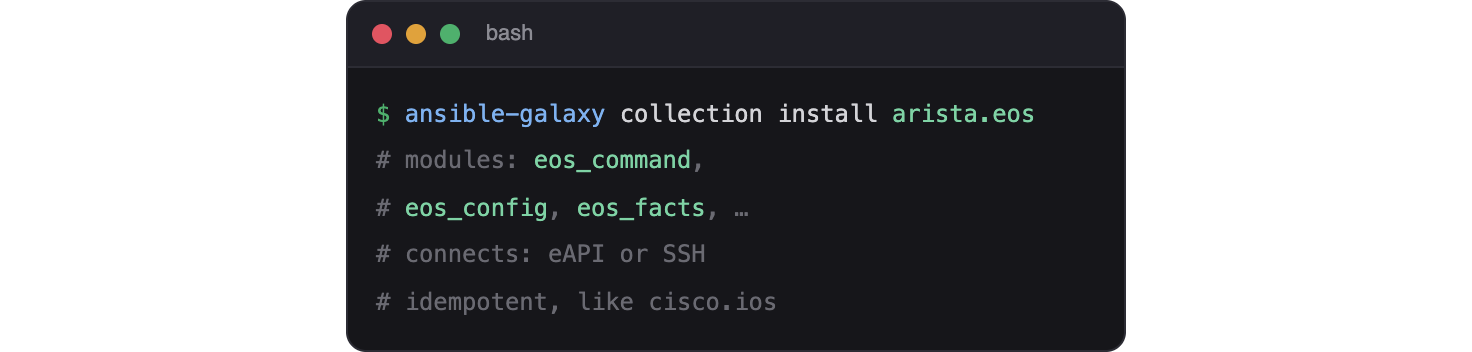 bash
$ ansible-galaxy collection install arista.eos
# modules: eos_command,
# eos_config, eos_facts, …
# connects: eAPI or SSH
# idempotent, like cisco.ios